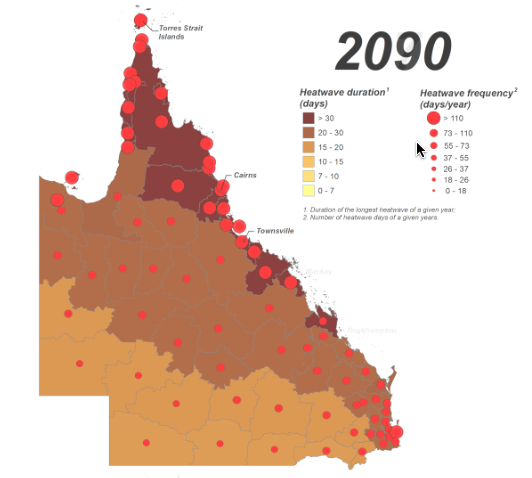 Torres Strait
Islands
2090
Heatwave duration¹
(days)
> 30
20 - 30
15 - 20
10 - 15
7 - 10
0 - 7
Heatwave frequency²
(days/year)
> 110
73 - 110
55 - 73
37 - 55
26 - 37
18 - 26
0 - 18
Cairns
1. Duration of the longest heatwave of a given year.
2. Number of heatwave days of a given years.
Townsville
Mackay
Rockhampton